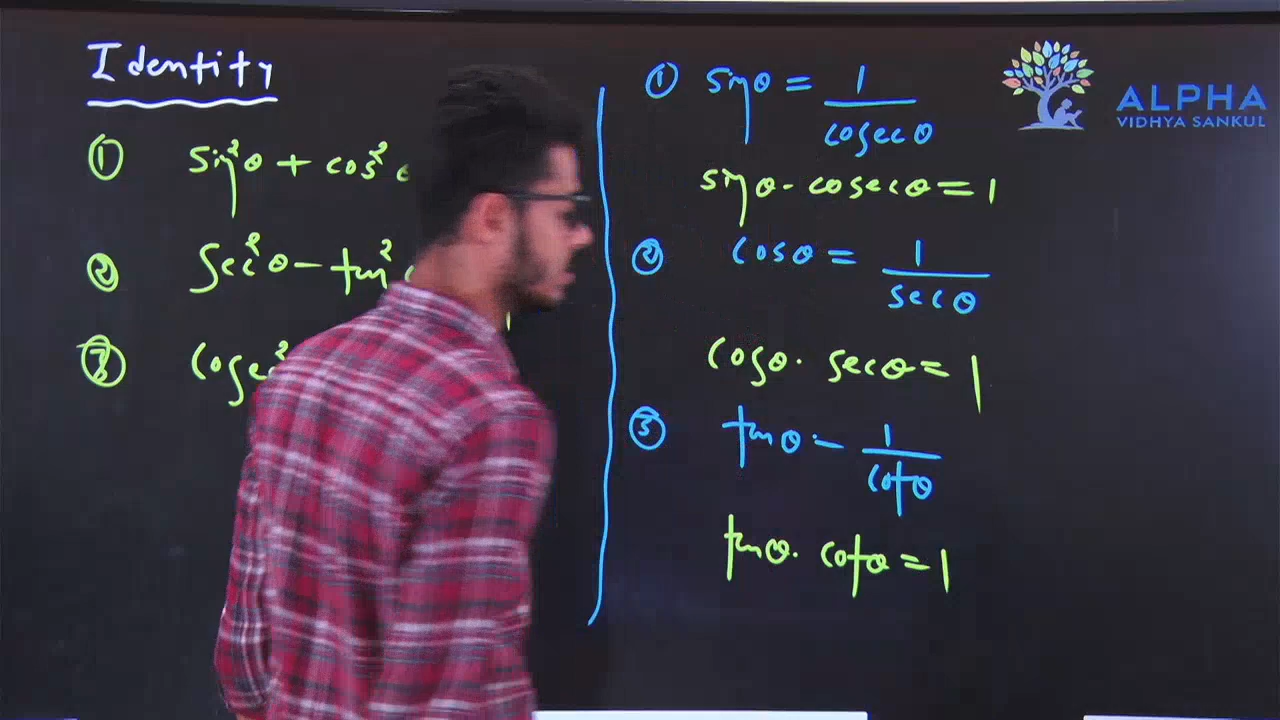 Identity
① sin²θ + cos² θ
② sec²θ - tan²
③ cosec²
① sinθ = 1/cosecθ
sinθ · cosecθ = 1
② cosθ = 1/secθ
cosθ · secθ = 1
③ tanθ = 1/cotθ
tanθ · cotθ = 1
ALPHA
VIDHYA SANKUL